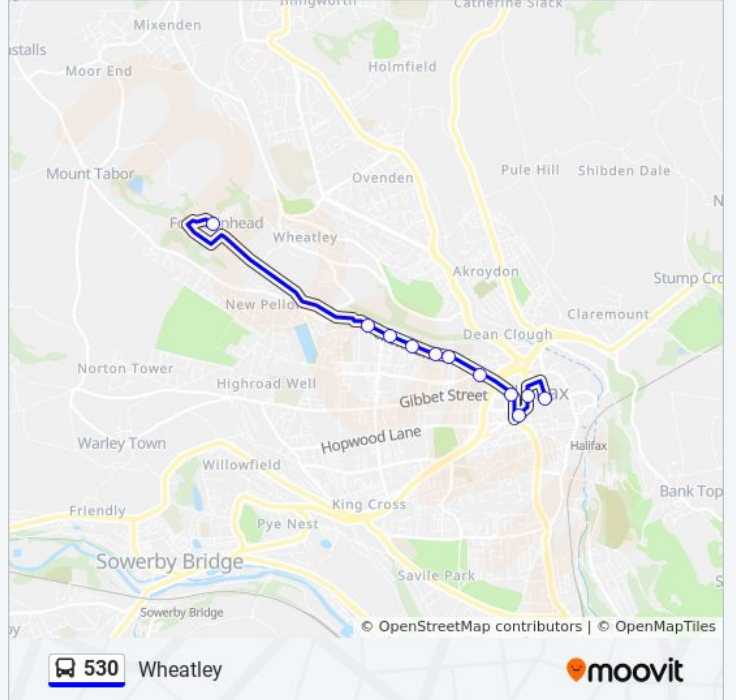 Illingworth
Catherine Slack
Mixenden
stalls
Moor End
Holmfield
Mount Tabor
Ovenden
Pule Hill
Shibden Dale
N
Wheatley
Akroydon
Stump Cro
New Pellon
Claremount
Dean Clough
Norton Tower
Highroad Well
Gibbet Street
Hopwood Lane
Warley Town
Halifax
Willowfield
Bank Top
King Cross
Friendly
Pye Nest
Sowerby Bridge
Savile Park
S
Sowerby Bridge
by
© OpenStreetMap contributors | © OpenMapTiles
530 Wheatley
moovit